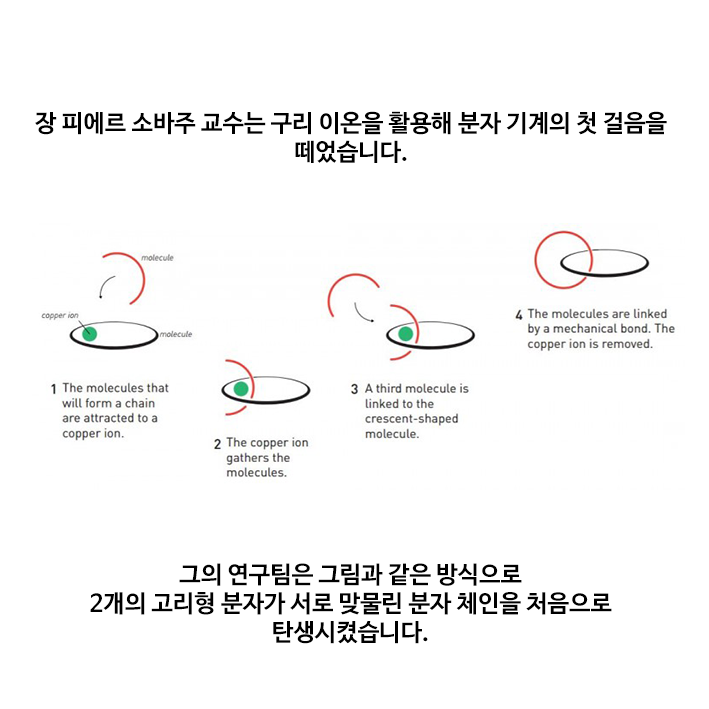 장 피에르 소바주 교수는 구리 이온을 활용해 분자 기계의 첫 걸음을
떼었습니다.
molecule
copper ion
molecule
1 The molecules that
will form a chain
are attracted to a
copper ion.
2 The copper ion
gathers the
molecules.
3 A third molecule is
linked to the
crescent-shaped
molecule.
4 The molecules are linked
by a mechanical bond. The
copper ion is removed.
그의 연구팀은 그림과 같은 방식으로
2개의 고리형 분자가 서로 맞물린 분자 체인을 처음으로
탄생시켰습니다.